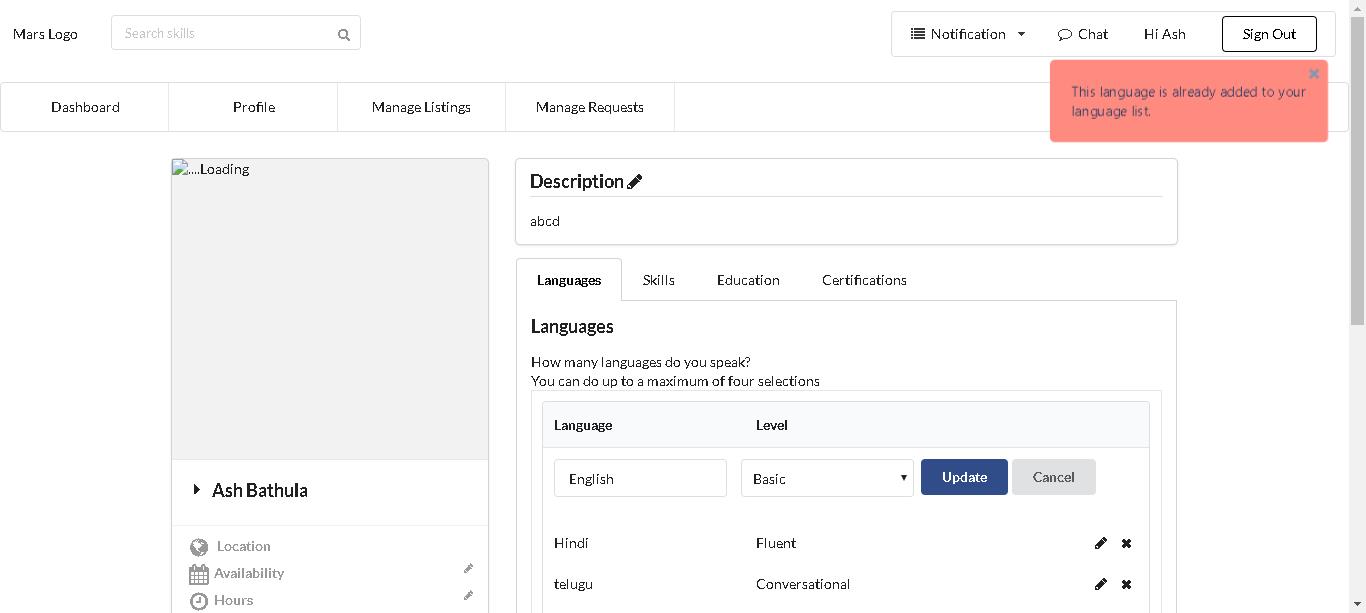 Mars Logo
Search skills
Notification
Chat
Hi Ash
Sign Out
This language is already added to your
language list.
Dashboard
Profile
Manage Listings
Manage Requests
....Loading
Description
abcd
Languages
Skills
Education
Certifications
Languages
How many languages do you speak?
You can do up to a maximum of four selections
Language
Level
English
Basic
Update
Cancel
Hindi
Fluent
telugu
Conversational
Ash Bathula
Location
Availability
Hours